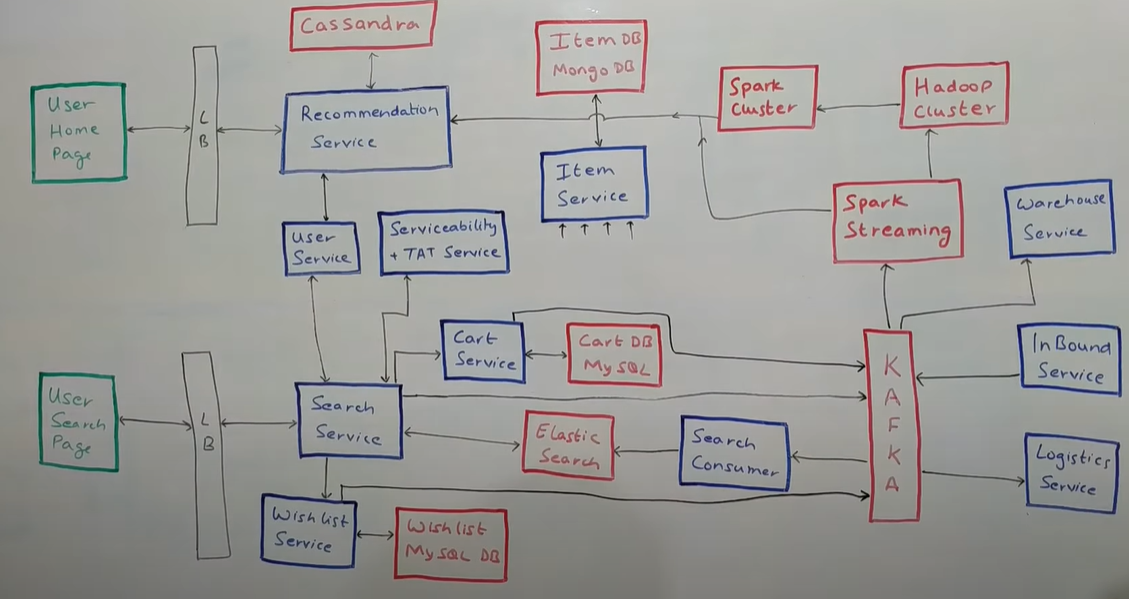 Cassandra
Item DB
Mongo DB
Spark
Cluster
Hadoop
Cluster
User
Home
Page
L
B
Recommendation
Service
Item
Service
Spark
Streaming
Warehouse
Service
User
Service
Serviceability
+ TAT Service
Cart
Service
Cart DB
MySQL
KAFKA
InBound
Service
User
Search
Page
L
B
Search
Service
Elastic
Search
Search
Consumer
Logistics
Service
Wishlist
Service
Wishlist
MySQL DB